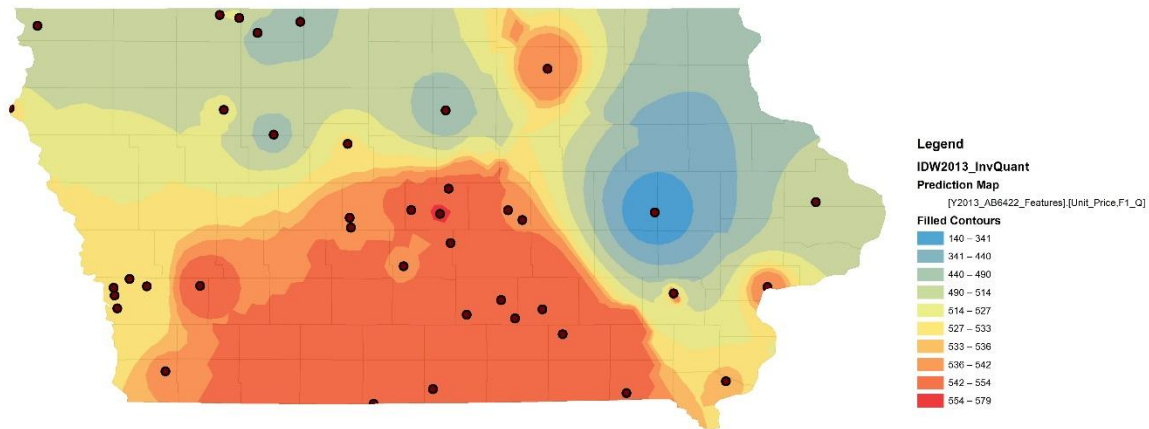 Legend
IDW2013_InvQuant
Prediction Map
[Y2013_AB6422_Features].[Unit_Price,F1_Q]
Filled Contours
140 – 341
341 – 440
440 – 490
490 – 514
514 – 527
527 – 533
533 – 536
536 – 542
542 – 554
554 – 579